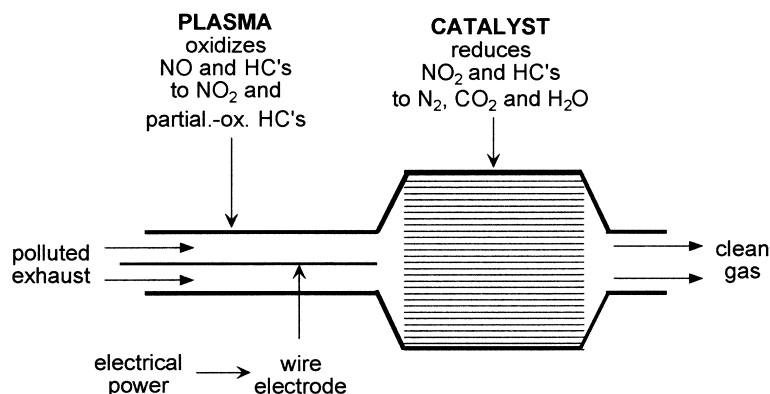 PLASMA
oxidizes
NO and HC's
to NO₂ and
partial.-ox. HC's
CATALYST
reduces
NO₂ and HC's
to N₂, CO₂ and H₂O
polluted
exhaust
clean
gas
electrical
power
wire
electrode